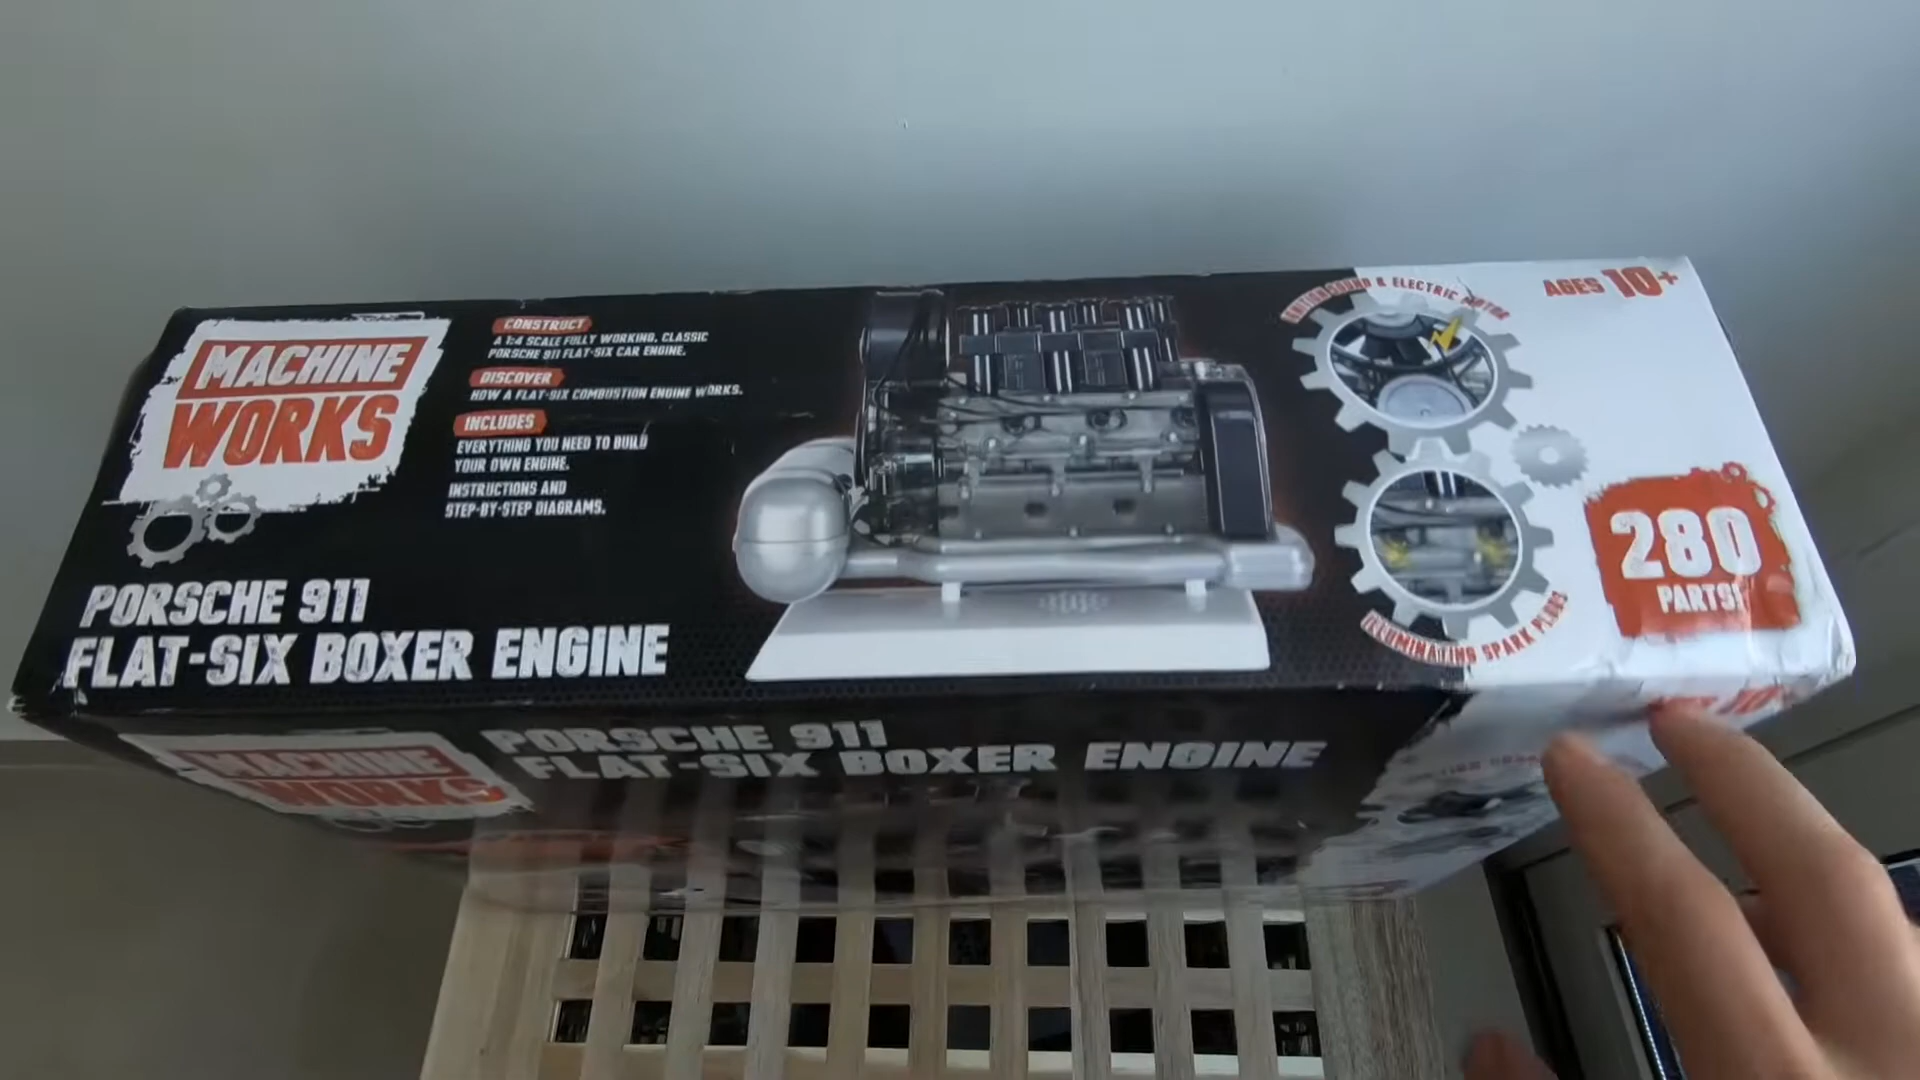 MACHINE
WORKS
CONSTRUCT
A 1:4 SCALE FULLY WORKING, CLASSIC
PORSCHE 911 FLAT-SIX CAR ENGINE.
DISCOVER
HOW A FLAT-SIX COMBUSTION ENGINE WORKS.
INCLUDES
EVERYTHING YOU NEED TO BUILD
YOUR OWN ENGINE.
INSTRUCTIONS AND
STEP-BY-STEP DIAGRAMS.
PORSCHE 911
FLAT-SIX BOXER ENGINE
IGNITION SOUND & ELECTRIC MOTOR
AGES 10+
280
PARTS!
ILLUMINATING SPARK PLUGS
MACHINE
WORKS
PORSCHE 911
FLAT-SIX BOXER ENGINE